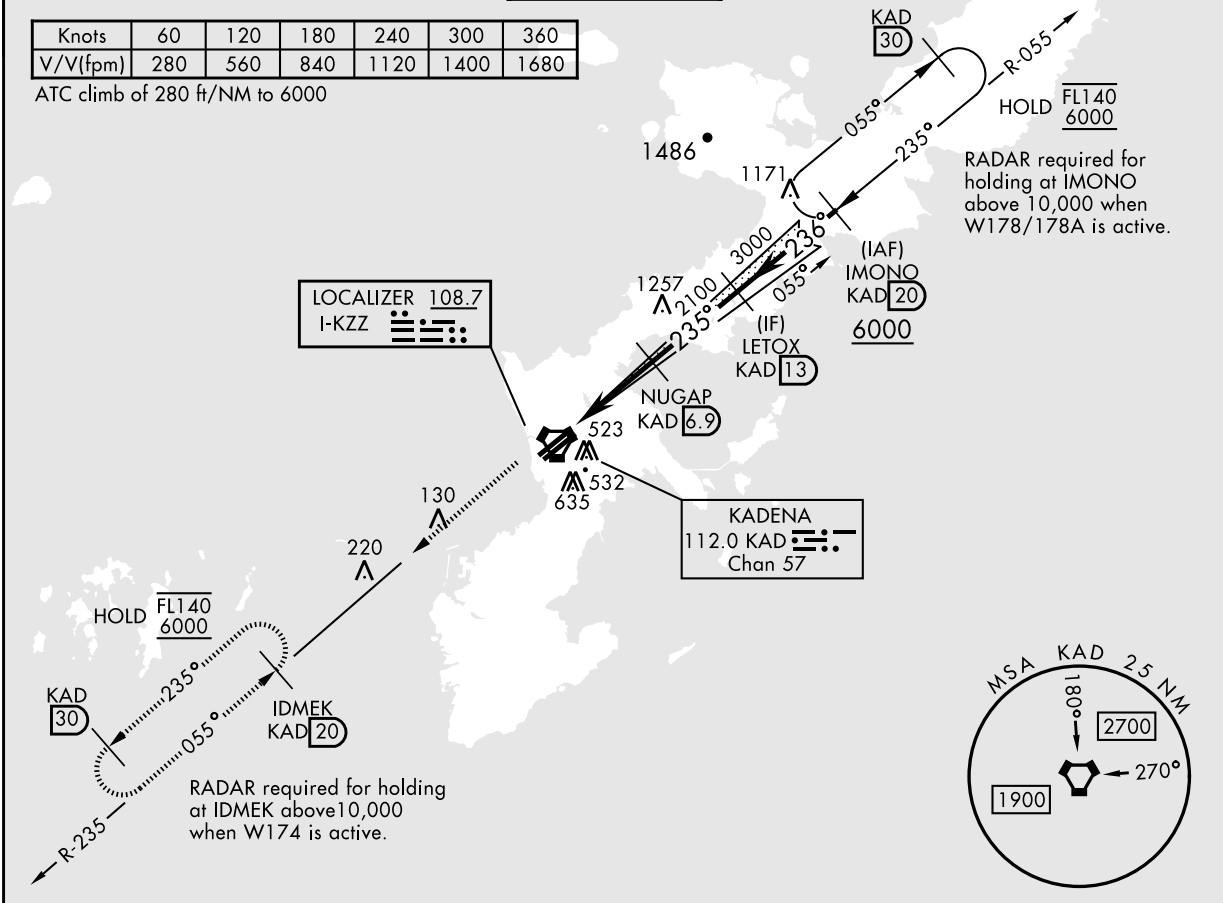 Knots 60 120 180 240 300 360
V/V(fpm) 280 560 840 1120 1400 1680
ATC climb of 280 ft/NM to 6000
KAD
30
R-055
HOLD FL140
6000
055°
235°
1486
1171
RADAR required for
holding at IMONO
above 10,000 when
W178/178A is active.
236°
3000
(IAF)
IMONO
KAD 20
6000
055°
1257
2100
235°
(IF)
LETOX
KAD 13
LOCALIZER 108.7
I-KZZ
NUGAP
KAD 6.9
523
532
635
KADENA
112.0 KAD
Chan 57
130
220
HOLD FL140
6000
235°
055°
KAD
30
IDMEK
KAD 20
RADAR required for holding
at IDMEK above10,000
when W174 is active.
R-235
MSA KAD 25 NM
180°
2700
270°
1900